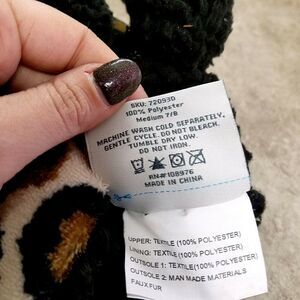 SKU: 720930
100% Polyester
Medium 7/8
MACHINE WASH COLD SEPARATELY,
GENTLE CYCLE. DO NOT BLEACH.
TUMBLE DRY LOW.
DO NOT IRON.
RN#108976
MADE IN CHINA
UPPER: TEXTILE (100% POLYESTER)
LINING: TEXTILE (100% POLYESTER)
OUTSOLE 1: TEXTILE(100% POLYESTER)
OUTSOLE 2: MAN MADE MATERIALS
FAUX FUR